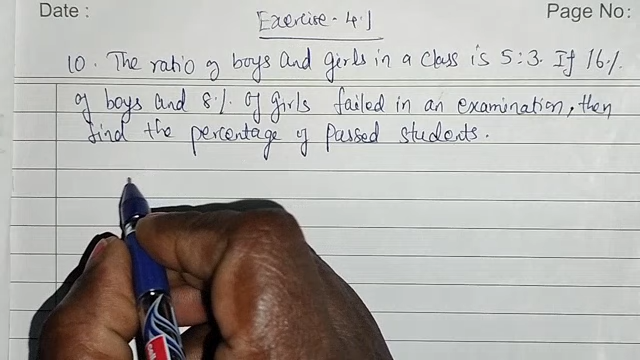 Date :
Page No:
Exercise - 4.1
10. The ratio of boys and girls in a class is 5:3. If 16%
of boys and 8% of girls failed in an examination, then
find the percentage of passed students.